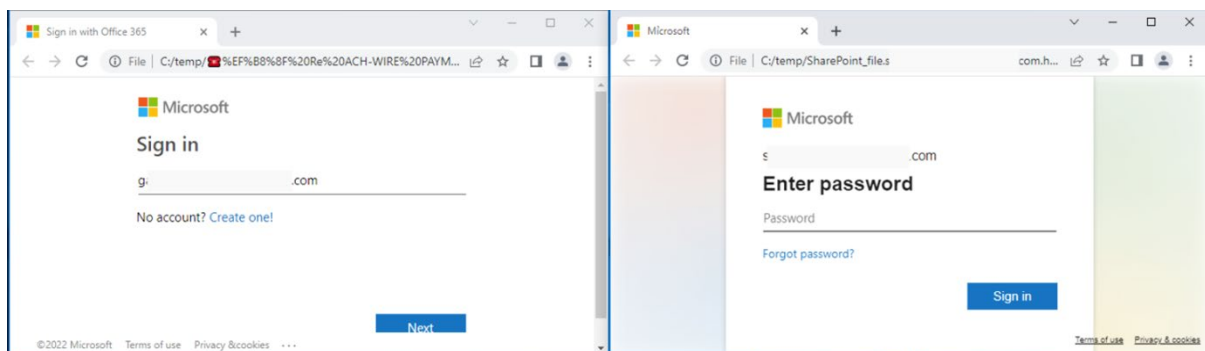 Sign in with Office 365
File | C:/temp/☎%EF%B8%8F%20Re%20ACH-WIRE%20PAYM...
Microsoft
Sign in
g.
.com
No account? Create one!
Next
©2022 Microsoft Terms of use Privacy &cookies ...
Microsoft
File | C:/temp/SharePoint_file.s com.h...
Microsoft
s .com
Enter password
Password
Forgot password?
Sign in
Terms of use Privacy & cookies